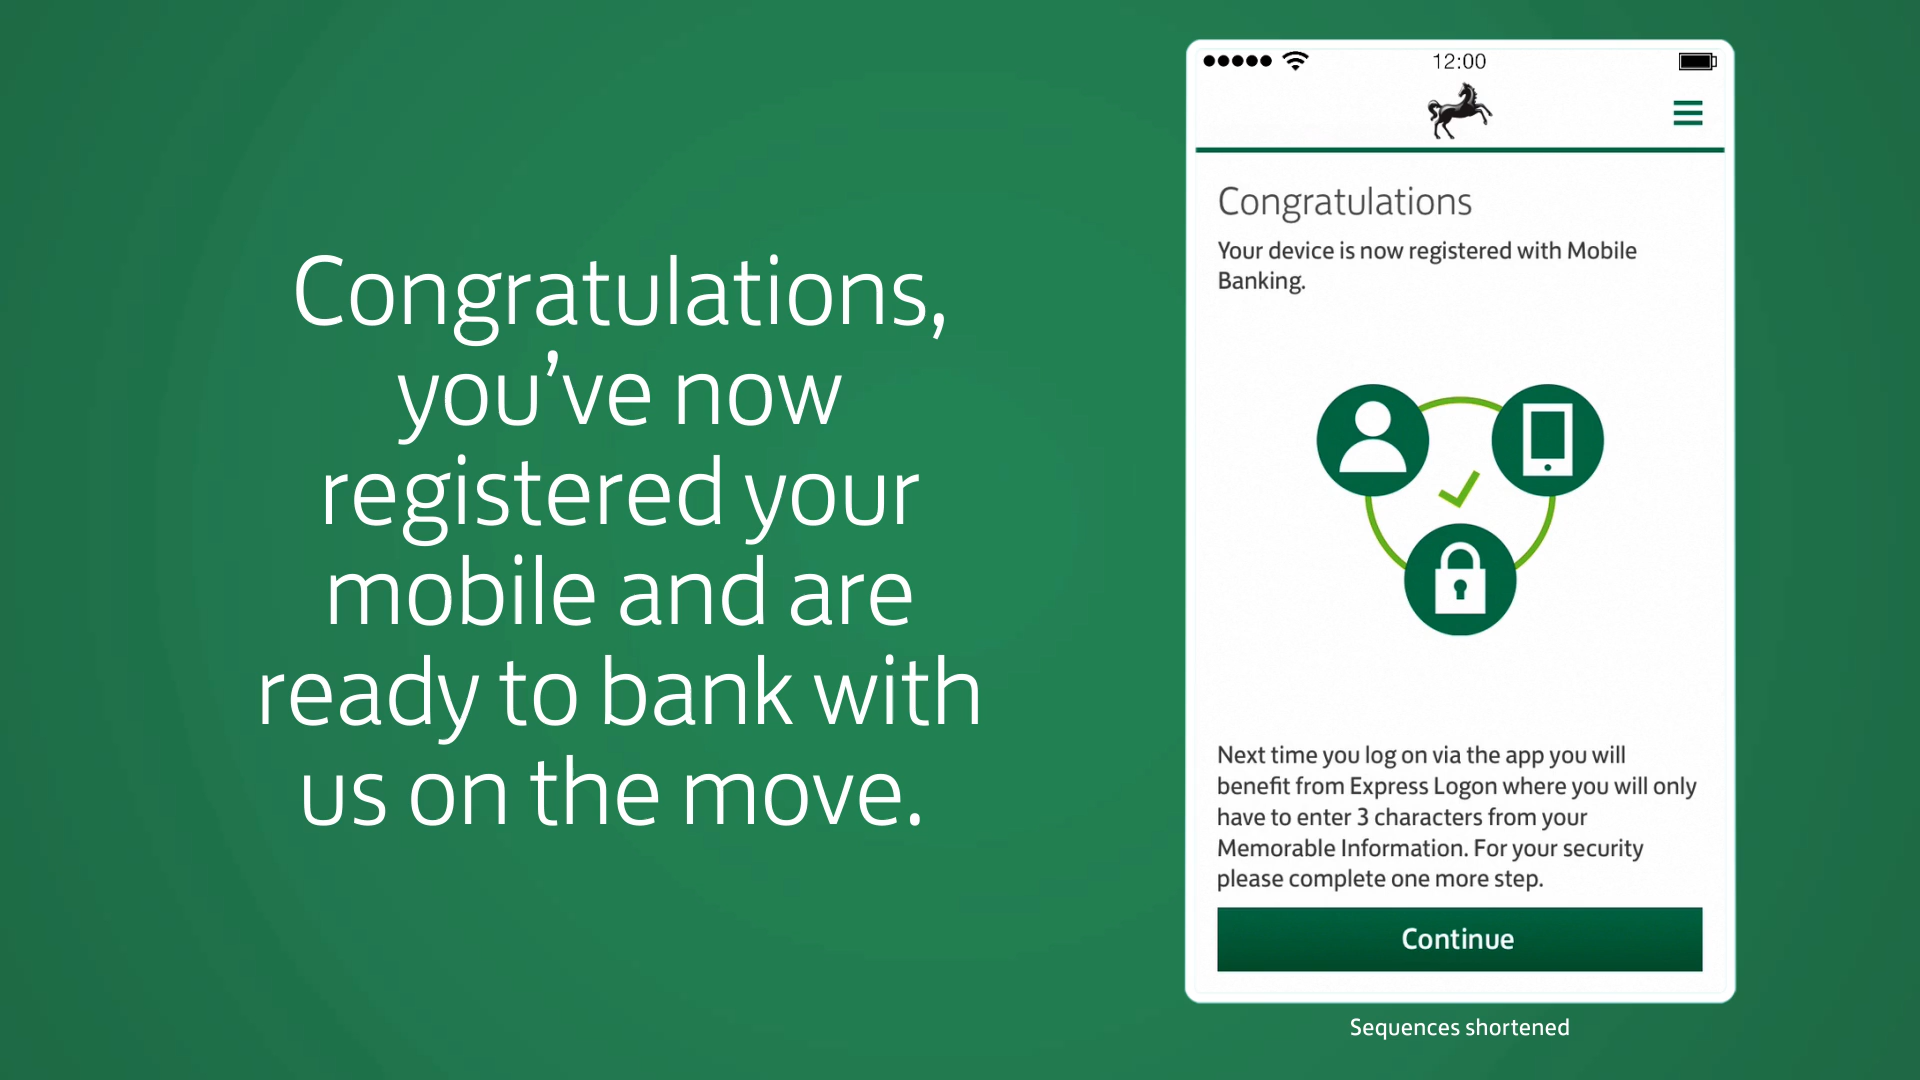 Congratulations,
you’ve now
registered your
mobile and are
ready to bank with
us on the move.
12:00
Congratulations
Your device is now registered with Mobile
Banking.
Next time you log on via the app you will
benefit from Express Logon where you will only
have to enter 3 characters from your
Memorable Information. For your security
please complete one more step.
Continue
Sequences shortened